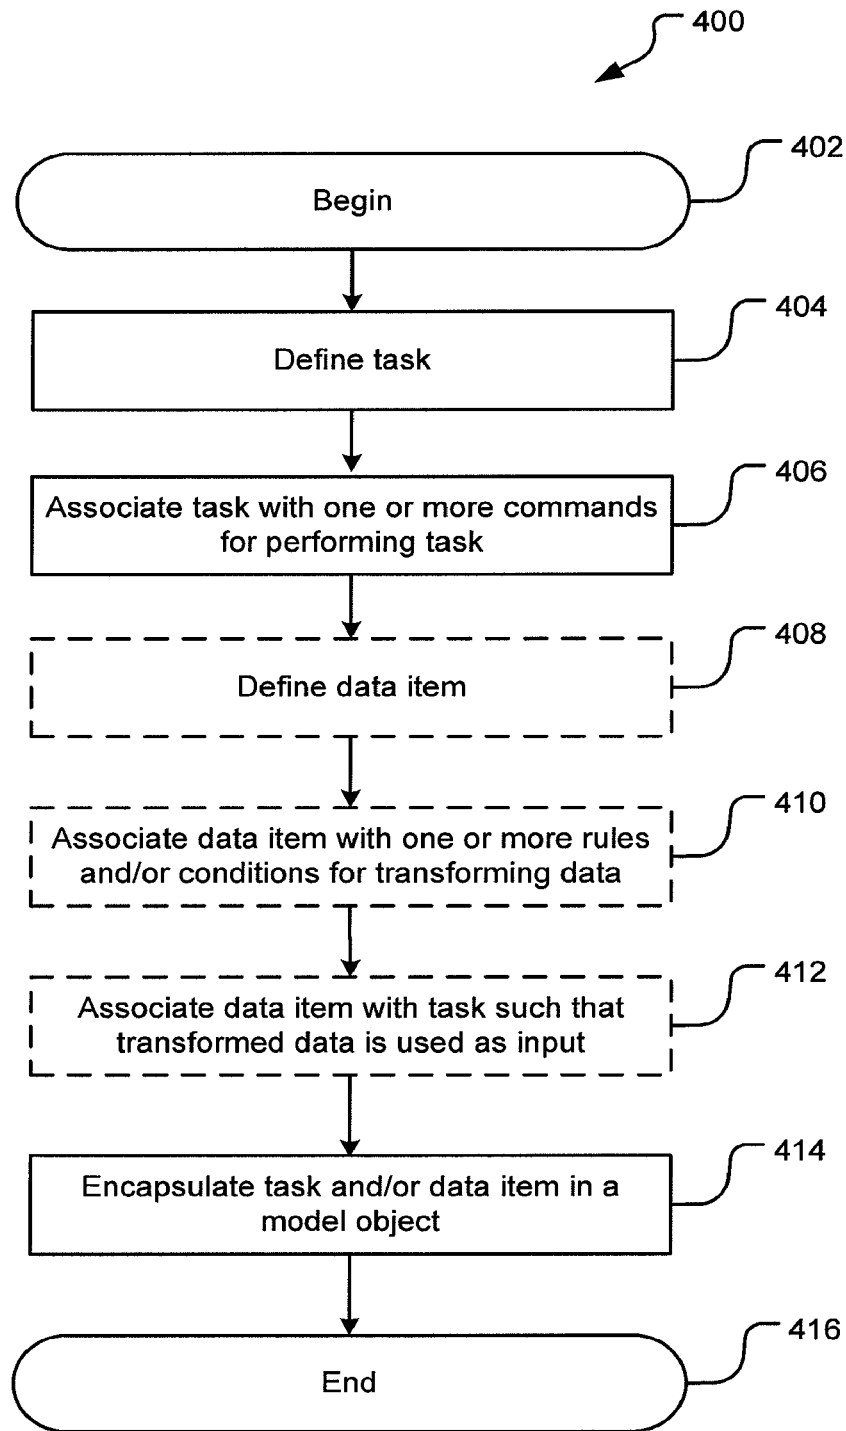 400
402
Begin
404
Define task
406
Associate task with one or more commands
for performing task
408
Define data item
410
Associate data item with one or more rules
and/or conditions for transforming data
412
Associate data item with task such that
transformed data is used as input
414
Encapsulate task and/or data item in a
model object
416
End